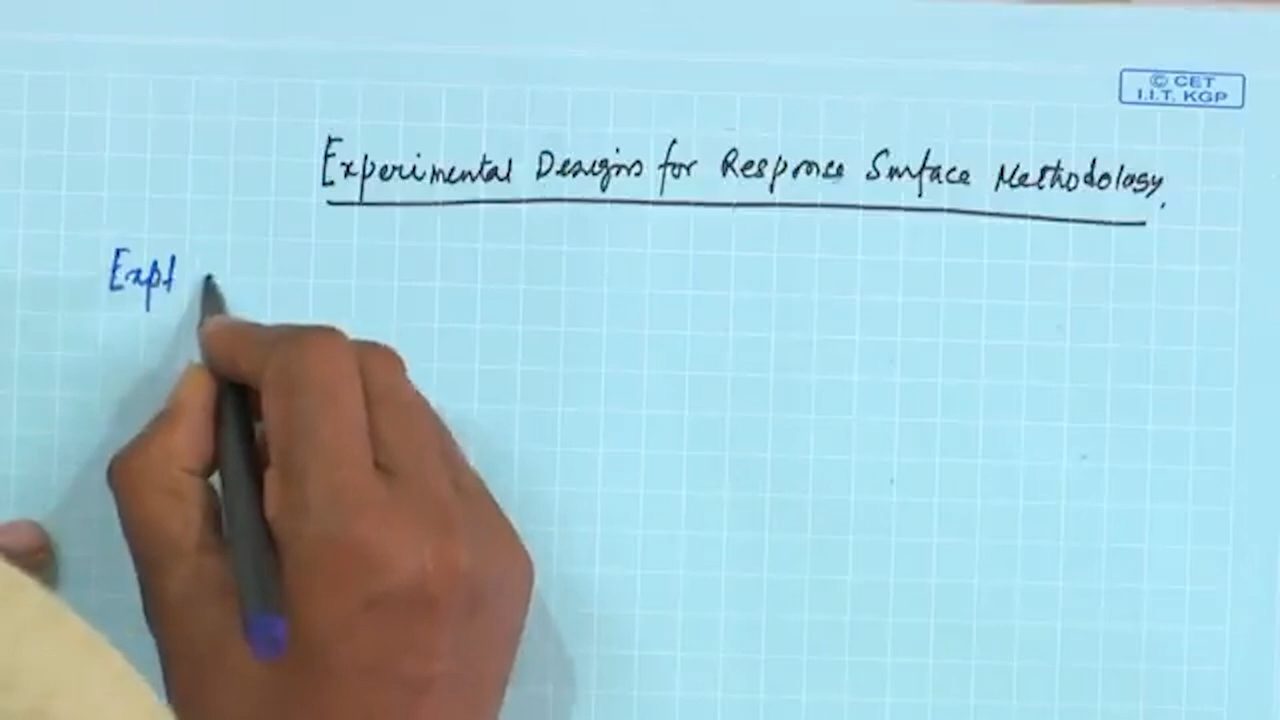 © CET
I.I.T. KGP
Experimental Designs for Response Surface Methodology.
Expt